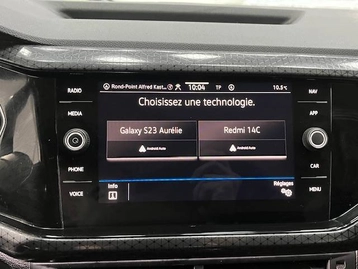 Rond-Point Alfred Kast...
10:04
TP
10.5°C
RADIO
NAV
Choisissez une technologie.
MEDIA
APP
Galaxy S23 Aurélie
Redmi 14C
Android Auto
Android Auto
PHONE
CAR
Info
Réglages
VOICE
MENU